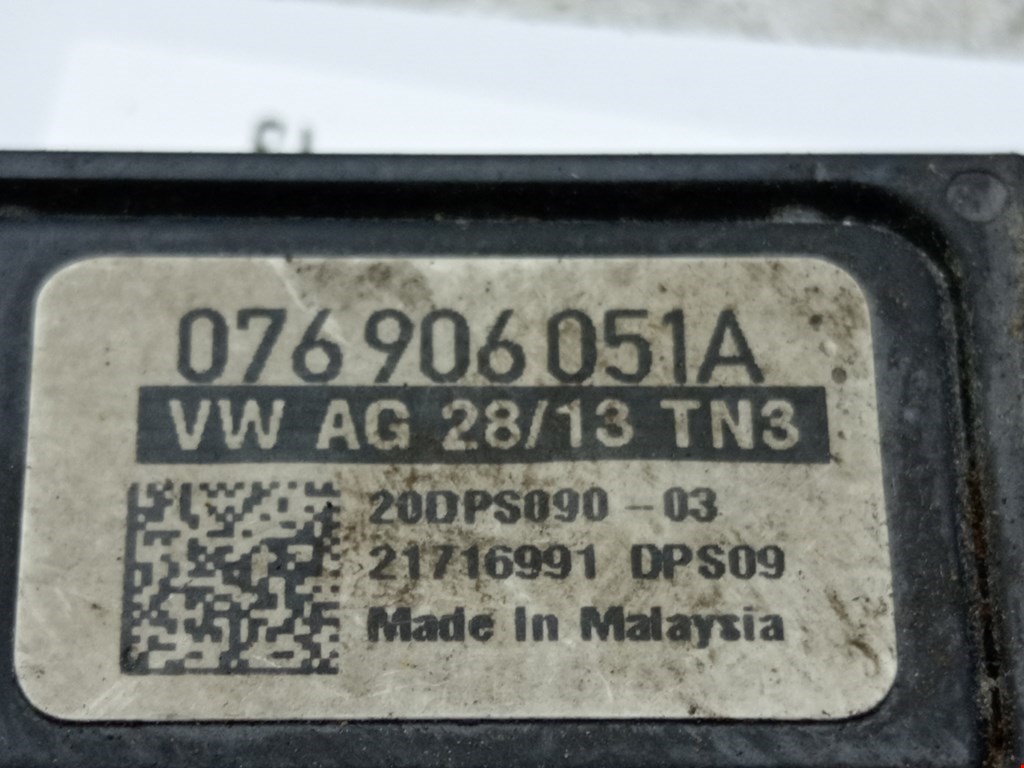 076 906 051A
VW AG 28/13 TN3
20DPS090 - 03
21716991 DPS09
Made In Malaysia